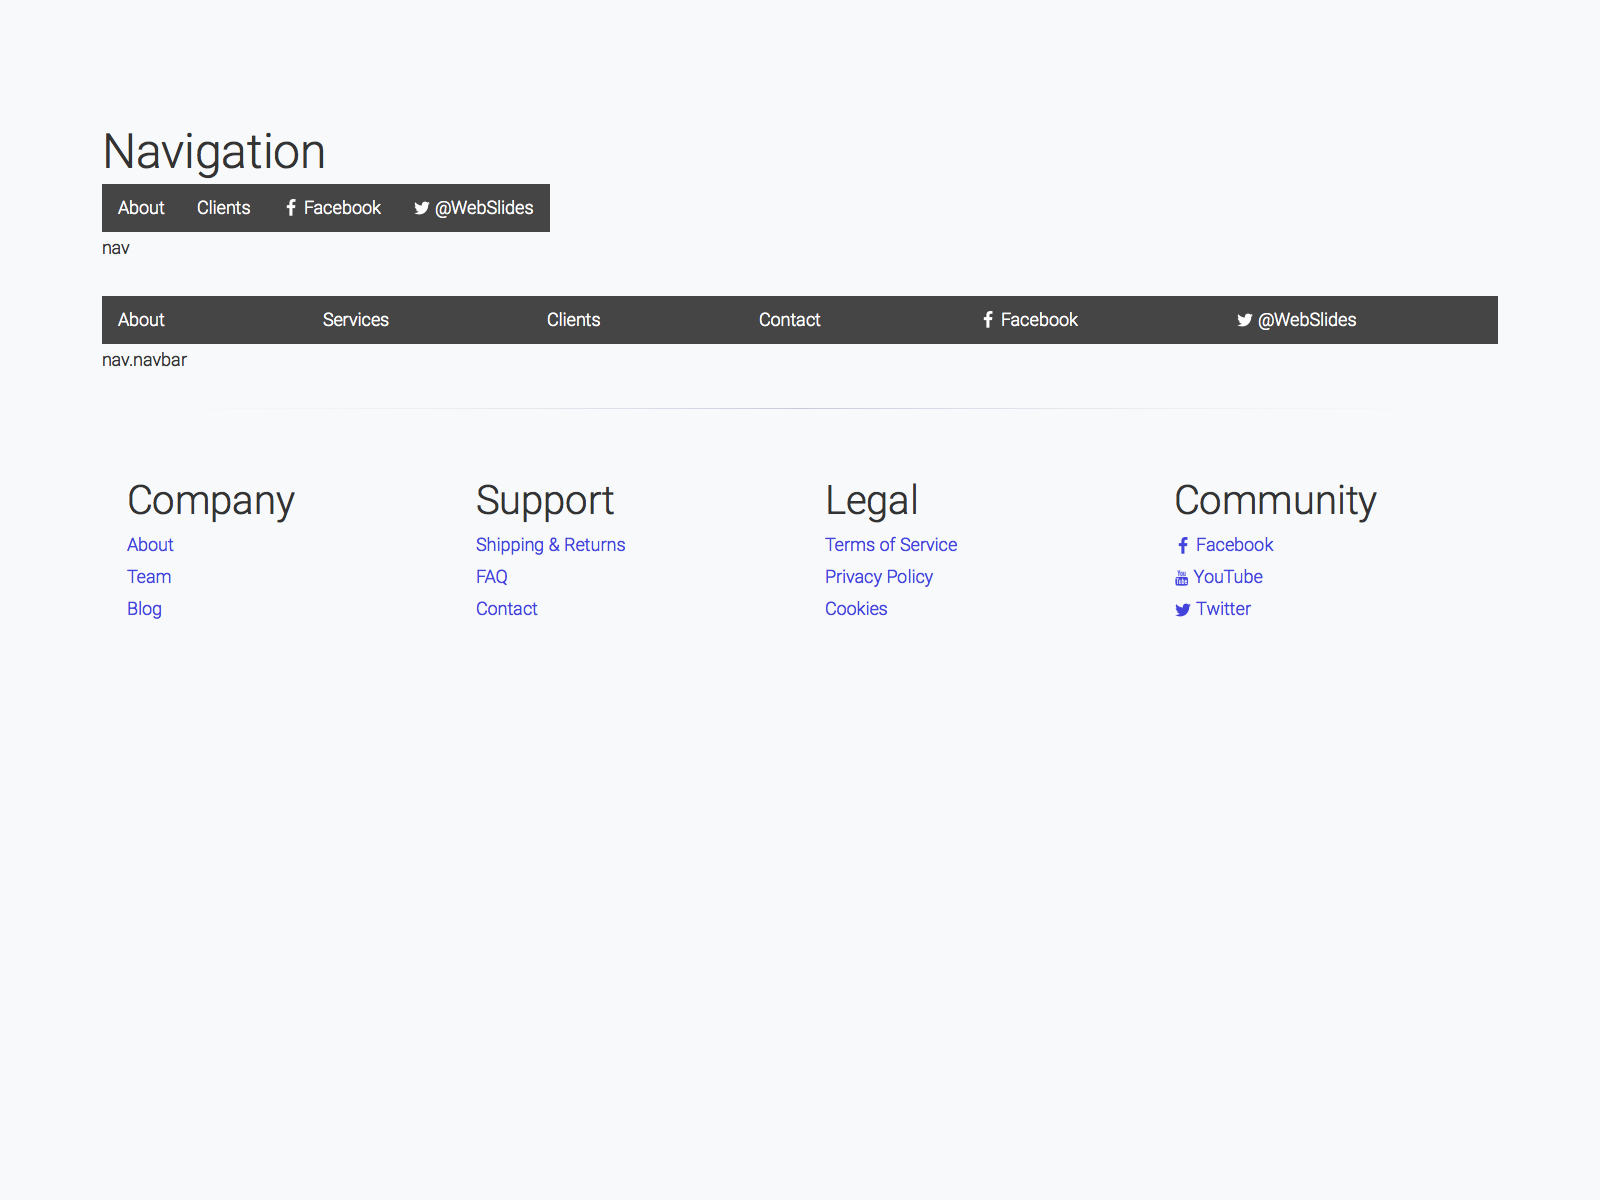 Navigation
About Clients Facebook @WebSlides
nav
About Services Clients Contact Facebook @WebSlides
nav.navbar
Company
About
Team
Blog
Support
Shipping & Returns
FAQ
Contact
Legal
Terms of Service
Privacy Policy
Cookies
Community
Facebook
YouTube
Twitter